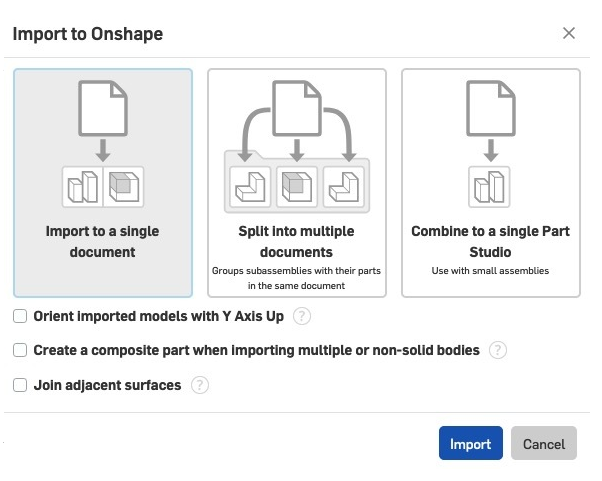 Import to Onshape
Import to a single
document
Split into multiple
documents
Groups subassemblies with their parts
in the same document
Combine to a single Part
Studio
Use with small assemblies
Orient imported models with Y Axis Up ?
Create a composite part when importing multiple or non-solid bodies ?
Join adjacent surfaces ?
Import Cancel